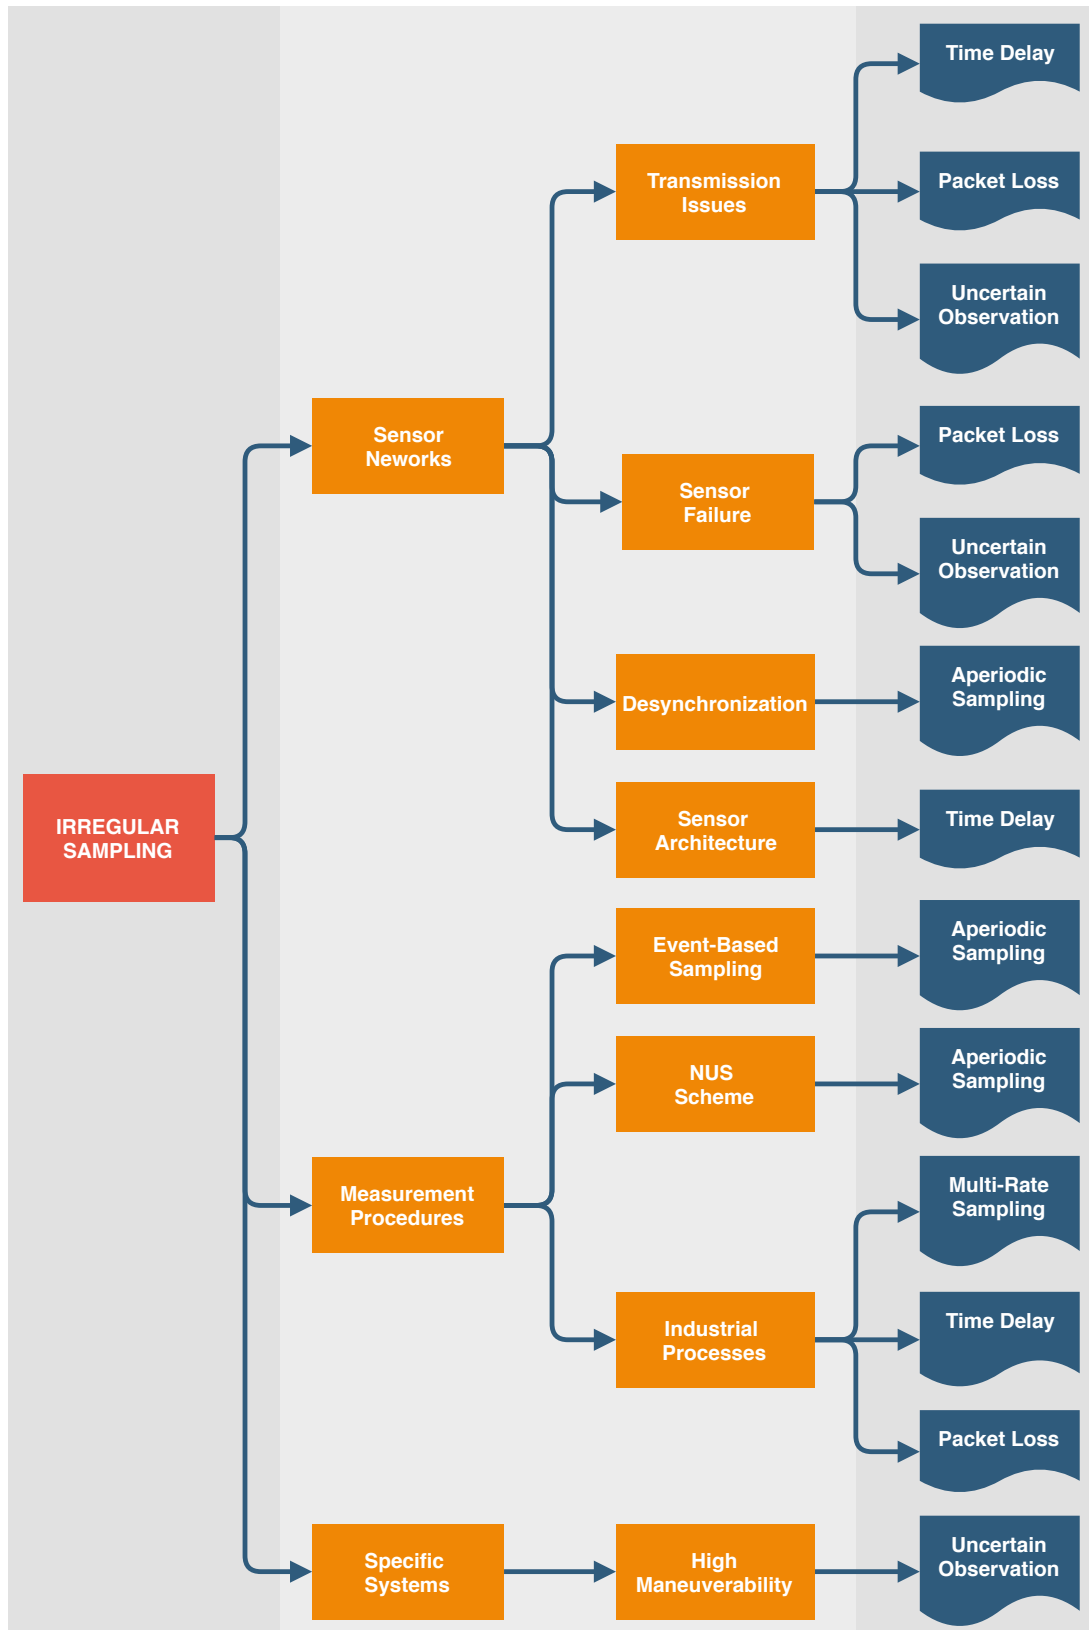 Time Delay
Transmission
Issues
Packet Loss
Uncertain
Observation
Sensor
Neworks
Packet Loss
Sensor
Failure
Uncertain
Observation
Desynchronization
Aperiodic
Sampling
IRREGULAR
SAMPLING
Sensor
Architecture
Time Delay
Event-Based
Sampling
Aperiodic
Sampling
NUS
Scheme
Aperiodic
Sampling
Measurement
Procedures
Multi-Rate
Sampling
Industrial
Processes
Time Delay
Packet Loss
Specific
Systems
High
Maneuverability
Uncertain
Observation